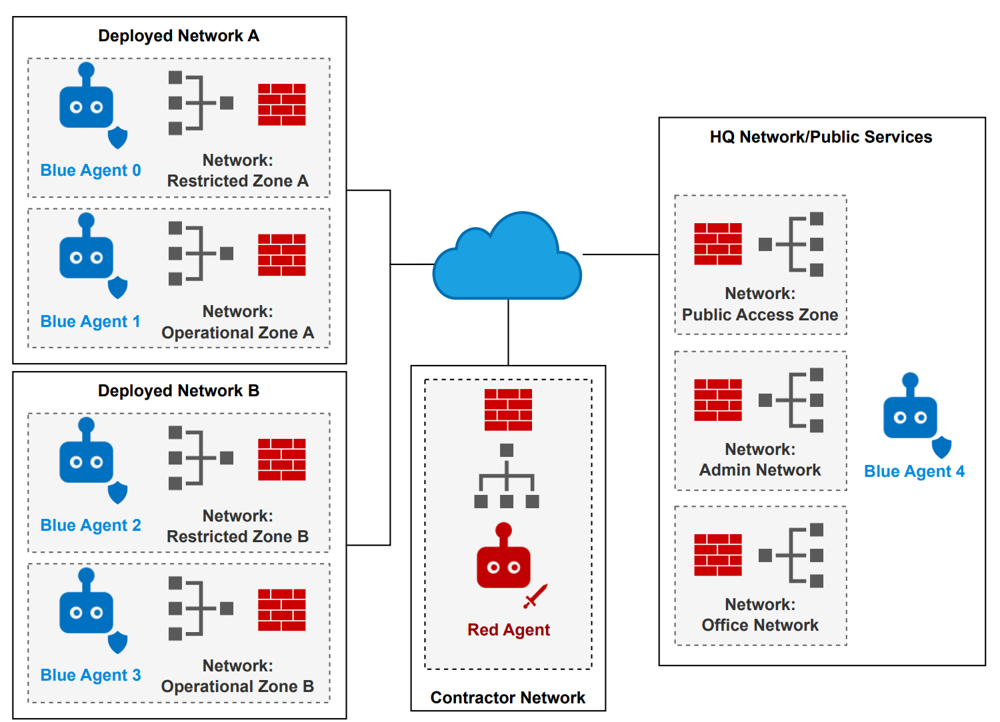 Deployed Network A
Blue Agent 0
Network:
Restricted Zone A
Blue Agent 1
Network:
Operational Zone A
Deployed Network B
Blue Agent 2
Network:
Restricted Zone B
Blue Agent 3
Network:
Operational Zone B
Red Agent
Contractor Network
HQ Network/Public Services
Network:
Public Access Zone
Network:
Admin Network
Blue Agent 4
Network:
Office Network